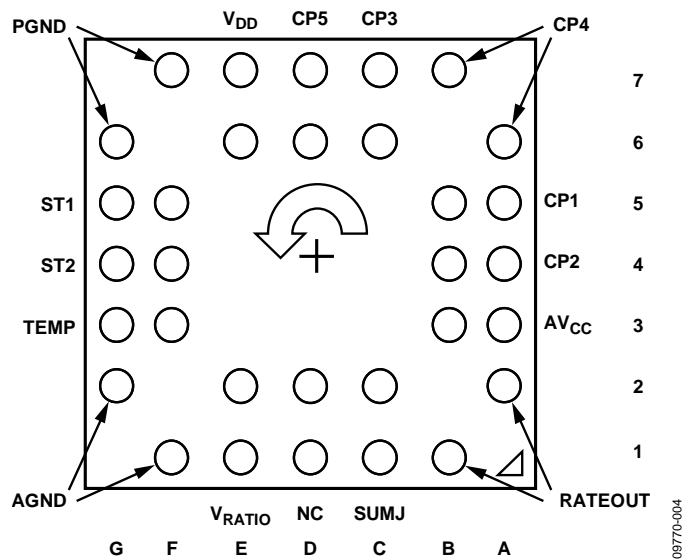 PGND VDD CP5 CP3 CP4
7
6
ST1 CP1 5
ST2 CP2 4
TEMP AVCC 3
2
1
AGND RATEOUT
VRATIO NC SUMJ
G F E D C B A
09770-004